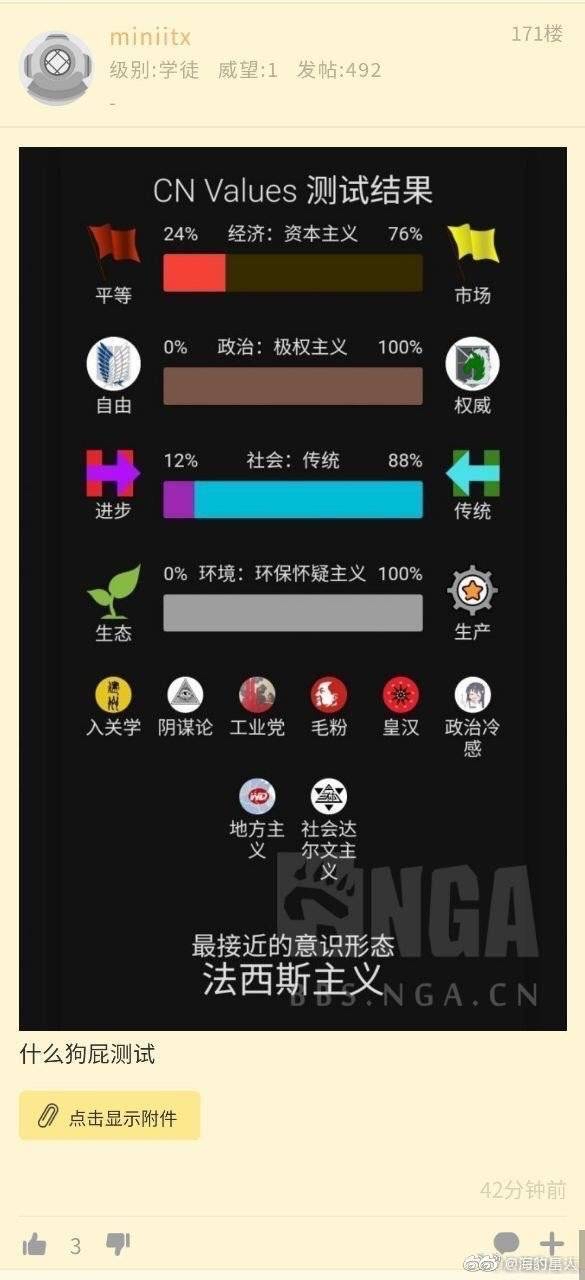 miniitx
171楼
级别:学徒 威望:1 发帖:492
-
CN Values 测试结果
24% 经济：资本主义 76%
平等 市场
0% 政治：极权主义 100%
自由 权威
12% 社会：传统 88%
进步 传统
0% 环境：环保怀疑主义 100%
生态 生产
入关学 阴谋论 工业党 毛粉 皇汉 政治冷
感
地方主 社会达
义 尔文主
义
NGA
最接近的意识形态
法西斯主义
BBS.NGA.CN
什么狗屁测试
点击显示附件
42分钟前
3